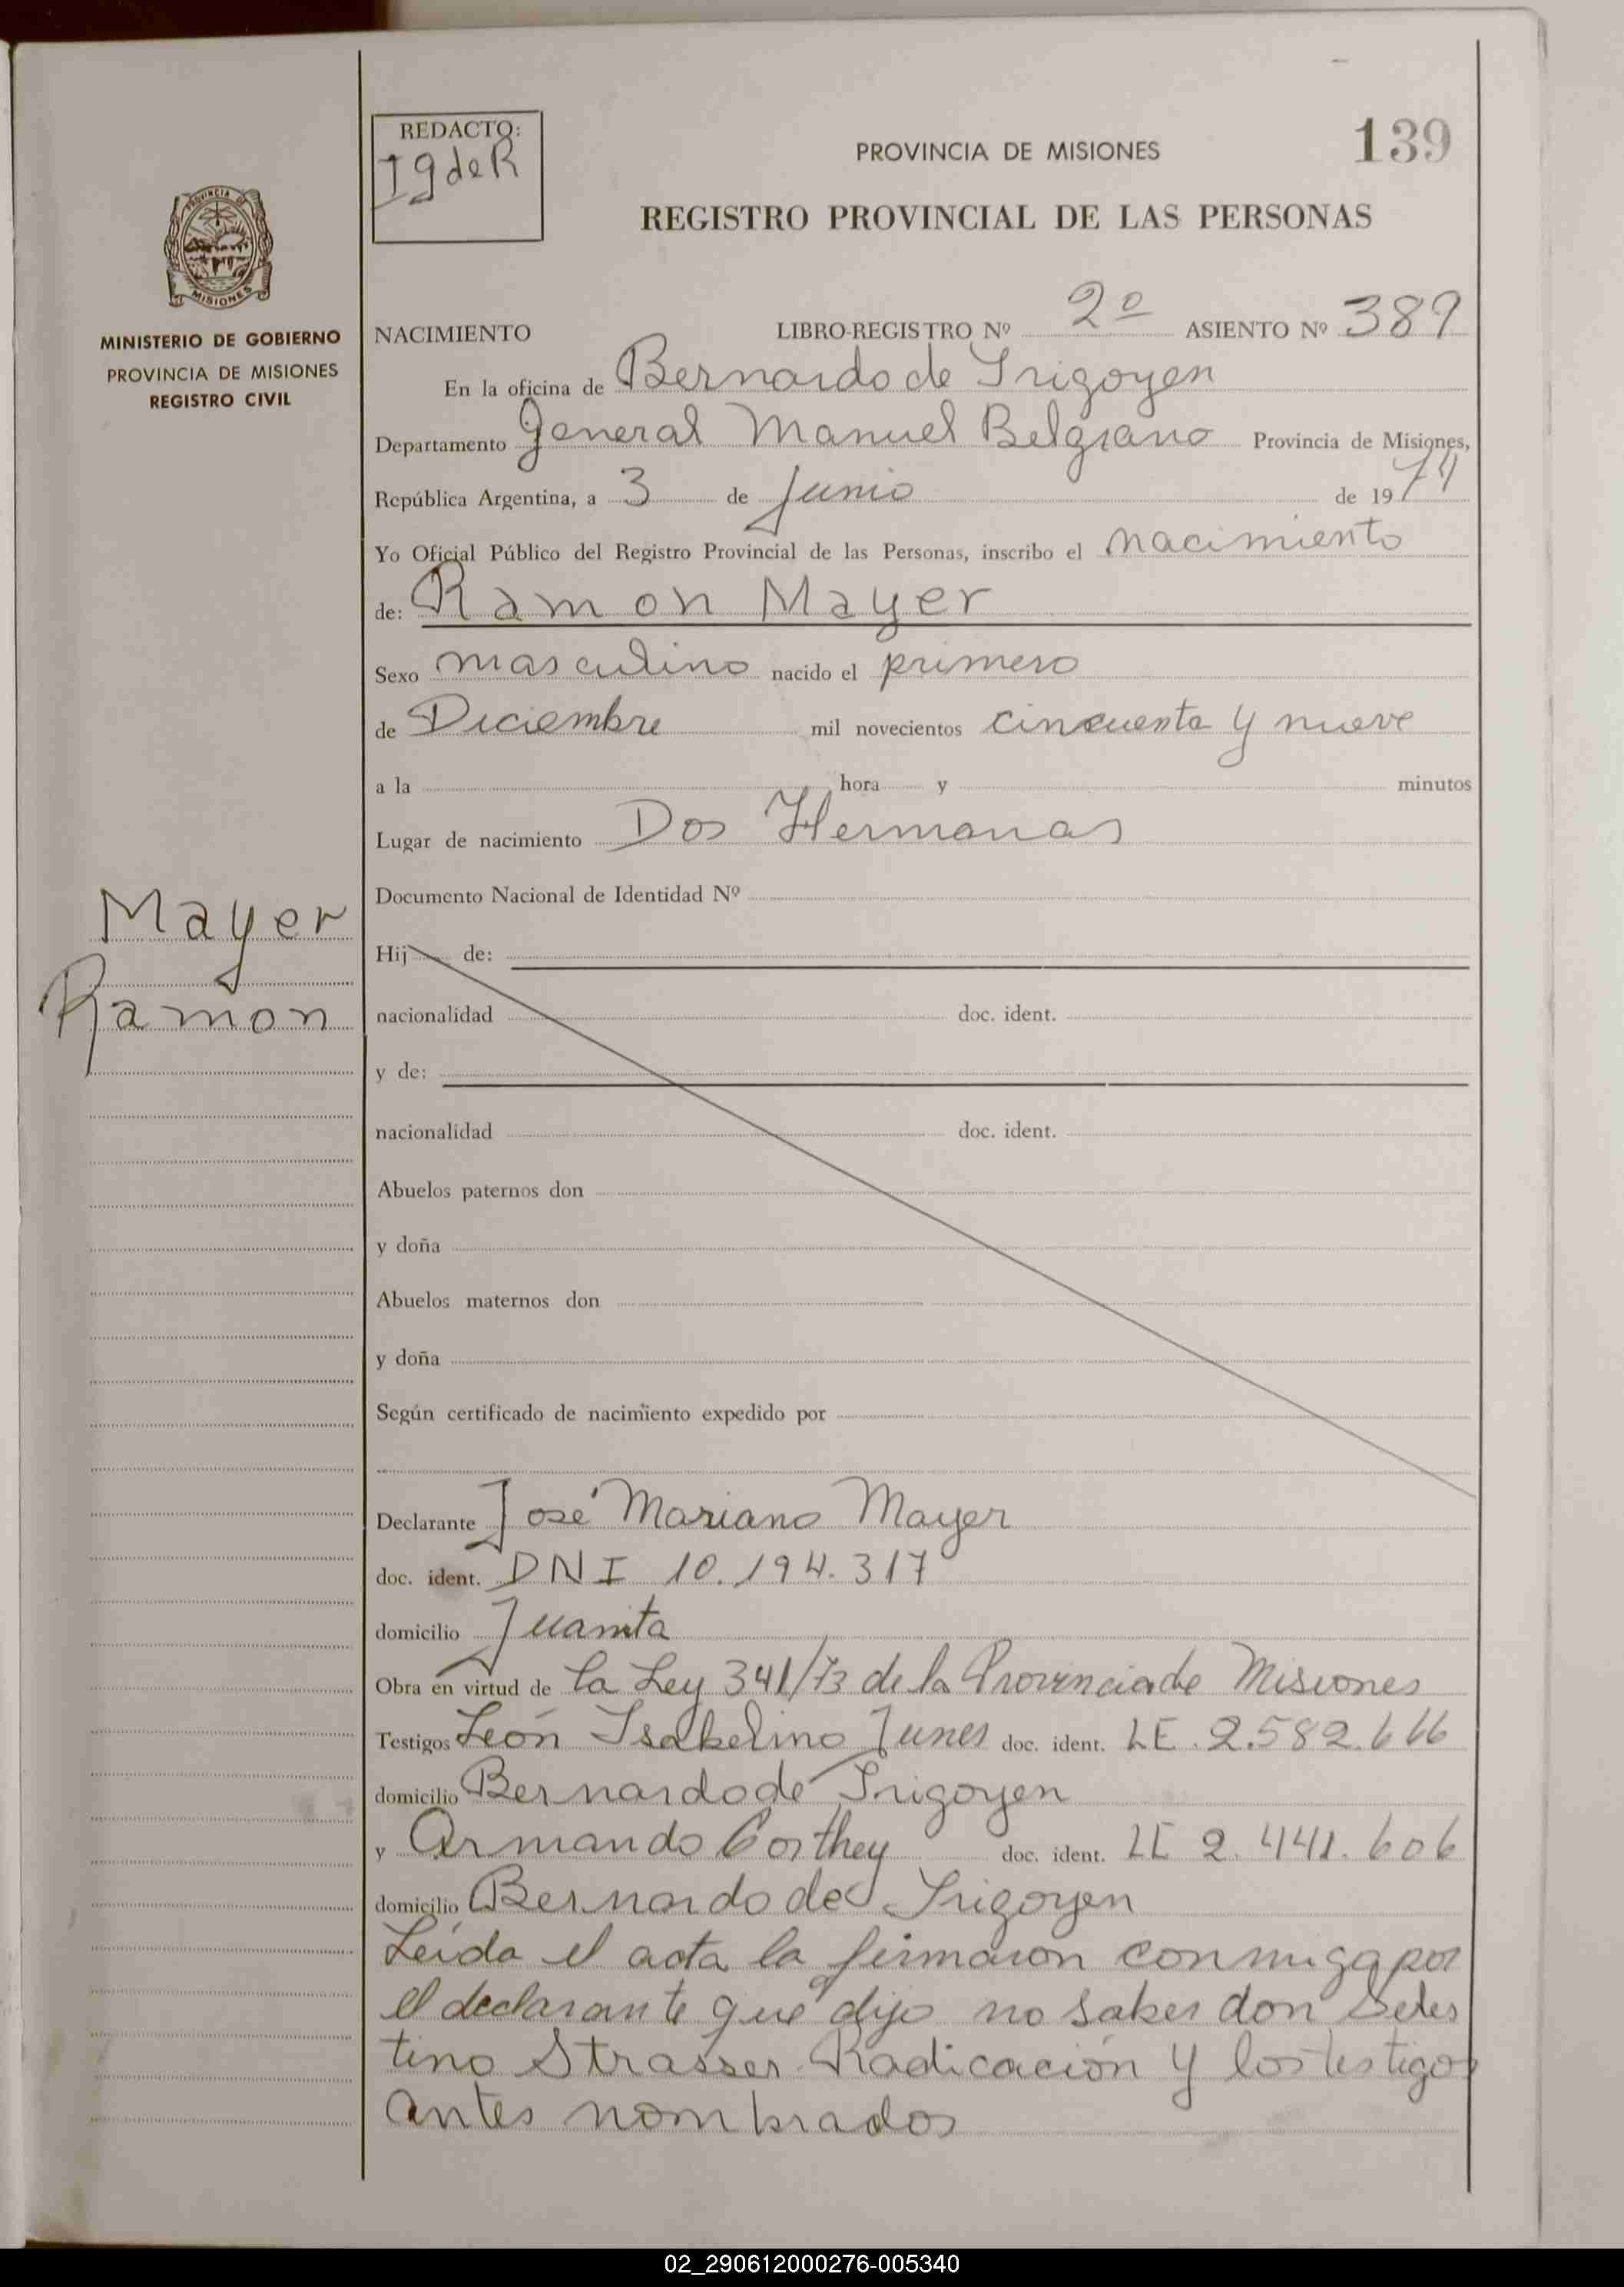 REDACTO:
IgdeR
PROVINCIA DE MISIONES
139
REGISTRO PROVINCIAL DE LAS PERSONAS
PROVINCIA DE
MISIONES
MINISTERIO DE GOBIERNO
PROVINCIA DE MISIONES
REGISTRO CIVIL
NACIMIENTO LIBRO-REGISTRO Nº 2º ASIENTO Nº 389
En la oficina de Bernardo de Irigoyen
Departamento General Manuel Belgrano Provincia de Misiones,
República Argentina, a 3 de Junio de 1974
Yo Oficial Público del Registro Provincial de las Personas, inscribo el nacimiento
de: Ramon Mayer
Sexo masculino nacido el primero
de Diciembre mil novecientos cincuenta y nueve
a la hora y minutos
Lugar de nacimiento Dos Hermanas
Documento Nacional de Identidad Nº
Mayer
Ramon
Hij de:
nacionalidad doc. ident.
y de:
nacionalidad doc. ident.
Abuelos paternos don
y doña
Abuelos maternos don
y doña
Según certificado de nacimiento expedido por
Declarante José Mariano Mayer
doc. ident. DNI 10.194.317
domicilio Juanita
Obra en virtud de la Ley 341/73 de la Provincia de Misiones
Testigos León Isabelino Junes doc. ident. LE. 2.582.616
domicilio Bernardo de Irigoyen
y Armando Corthey doc. ident. LE 2.441.606
domicilio Bernardo de Irigoyen
Leída el acta la firmaron conmigo por
el declarante que dijo no saber don Seles
tino Strasser Radicación y los testigos
antes nombrados
02_290612000276-005340